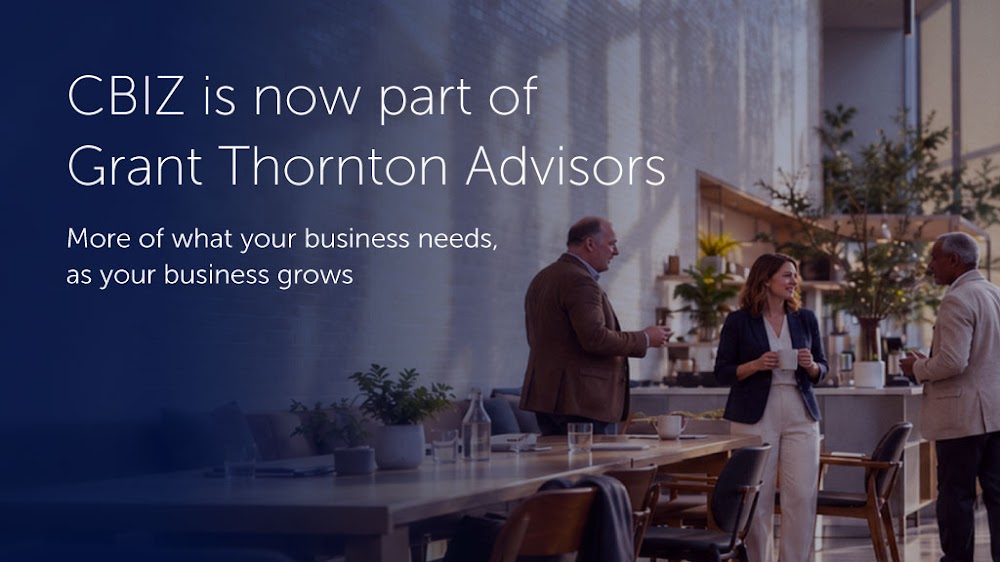 CBIZ is now part of
Grant Thornton Advisors
More of what your business needs,
as your business grows